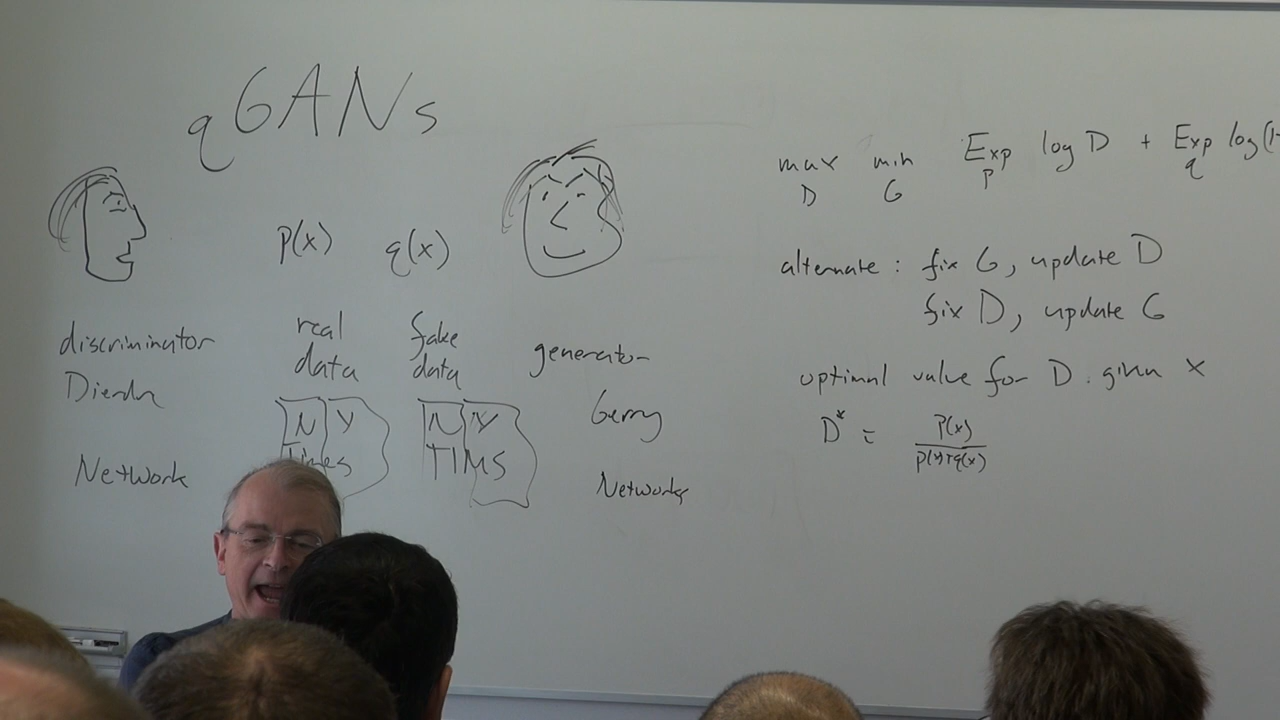 qGANs
p(x) q(x)
discriminator
real data
fake data
generator
Gerry
Network
N Y Times
N Y TIMS
Network
max D min G Exp p log D + Exp q log(1-
alternate : fix G, update D
fix D, update G
optimal value for D given x
D* = p(x) / p(x)+q(x)